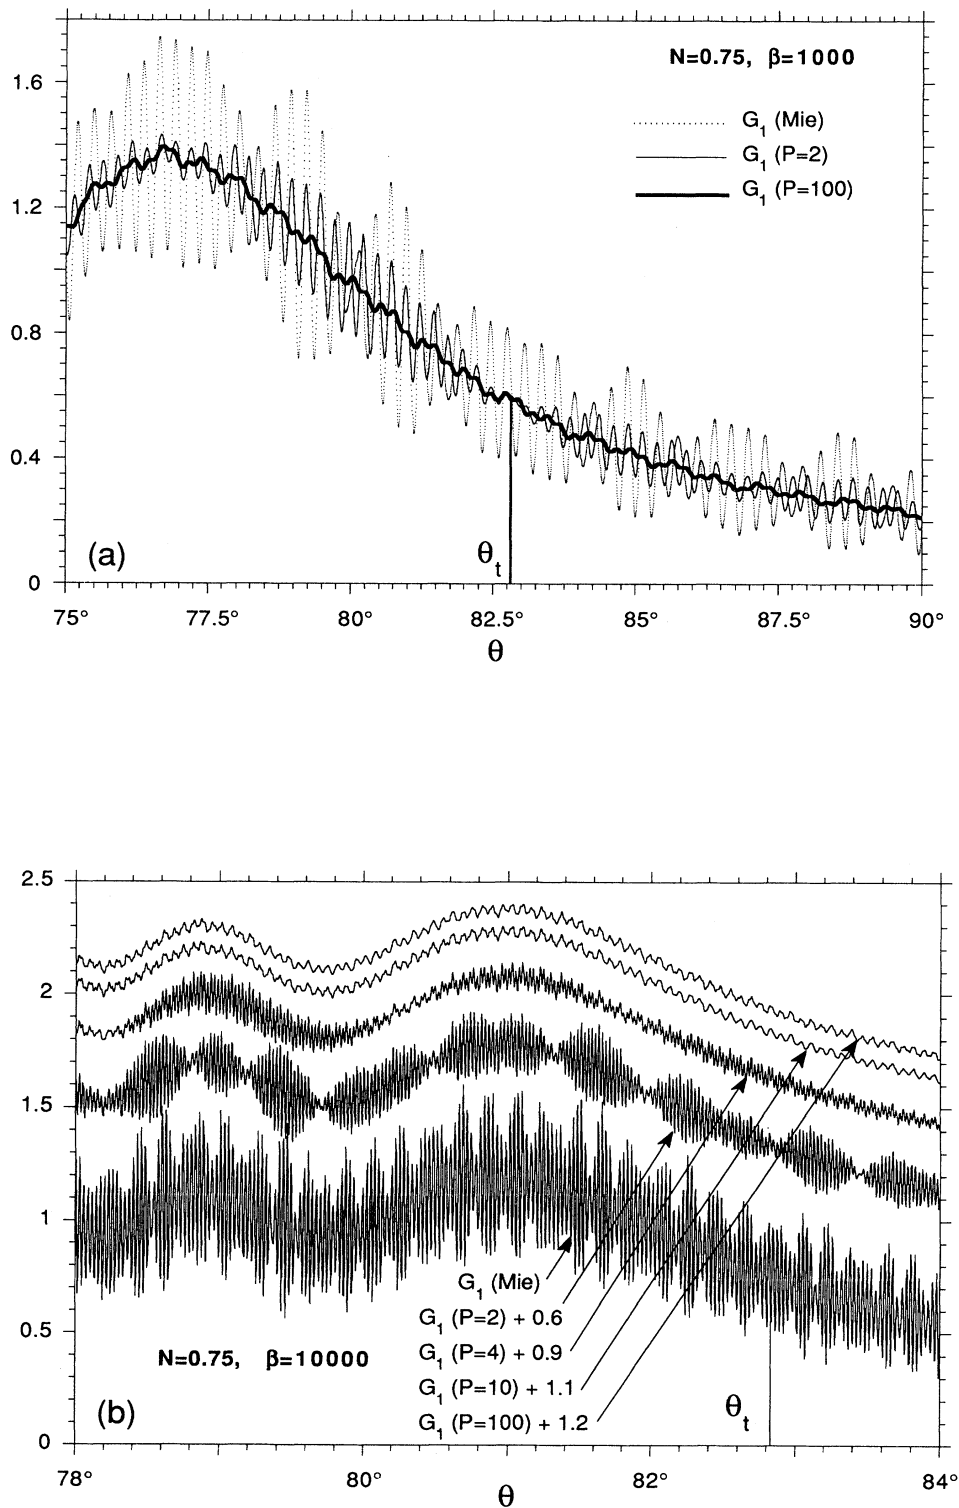 N=0.75, β=1000
G1 (Mie)
G1 (P=2)
G1 (P=100)
1.6
1.2
0.8
0.4
0
(a)
θt
75° 77.5° 80° 82.5° 85° 87.5° 90°
θ
2.5
2
1.5
1
0.5
0
G1 (Mie)
G1 (P=2) + 0.6
G1 (P=4) + 0.9
G1 (P=10) + 1.1
G1 (P=100) + 1.2
N=0.75, β=10000
(b)
θt
78° 80° 82° 84°
θ